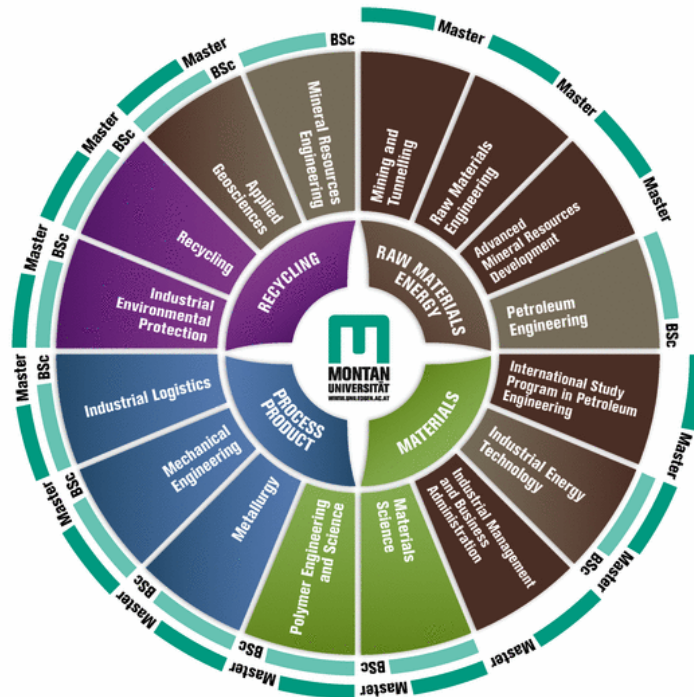 Master
Master
Master
BSc
Master
BSc
Master
Master
BSc
Master
BSc
Master
BSc
Master
BSc
Master
BSc
Master
BSc
Master
BSc
Master
BSc
Master
BSc
Mining and
Tunnelling
Raw Materials
Engineering
Advanced
Mineral Resources
Development
Petroleum
Engineering
International Study
Program in Petroleum
Engineering
Industrial Energy
Technology
Industrial Management
and Business
Administration
Materials
Science
Polymer Engineering
and Science
Metallurgy
Mechanical
Engineering
Industrial Logistics
Industrial
Environmental
Protection
Recycling
Applied
Geosciences
Mineral Resources
Engineering
RECYCLING
RAW MATERIALS
ENERGY
PROCESS
PRODUCT
MATERIALS
MONTAN
UNIVERSITÄT